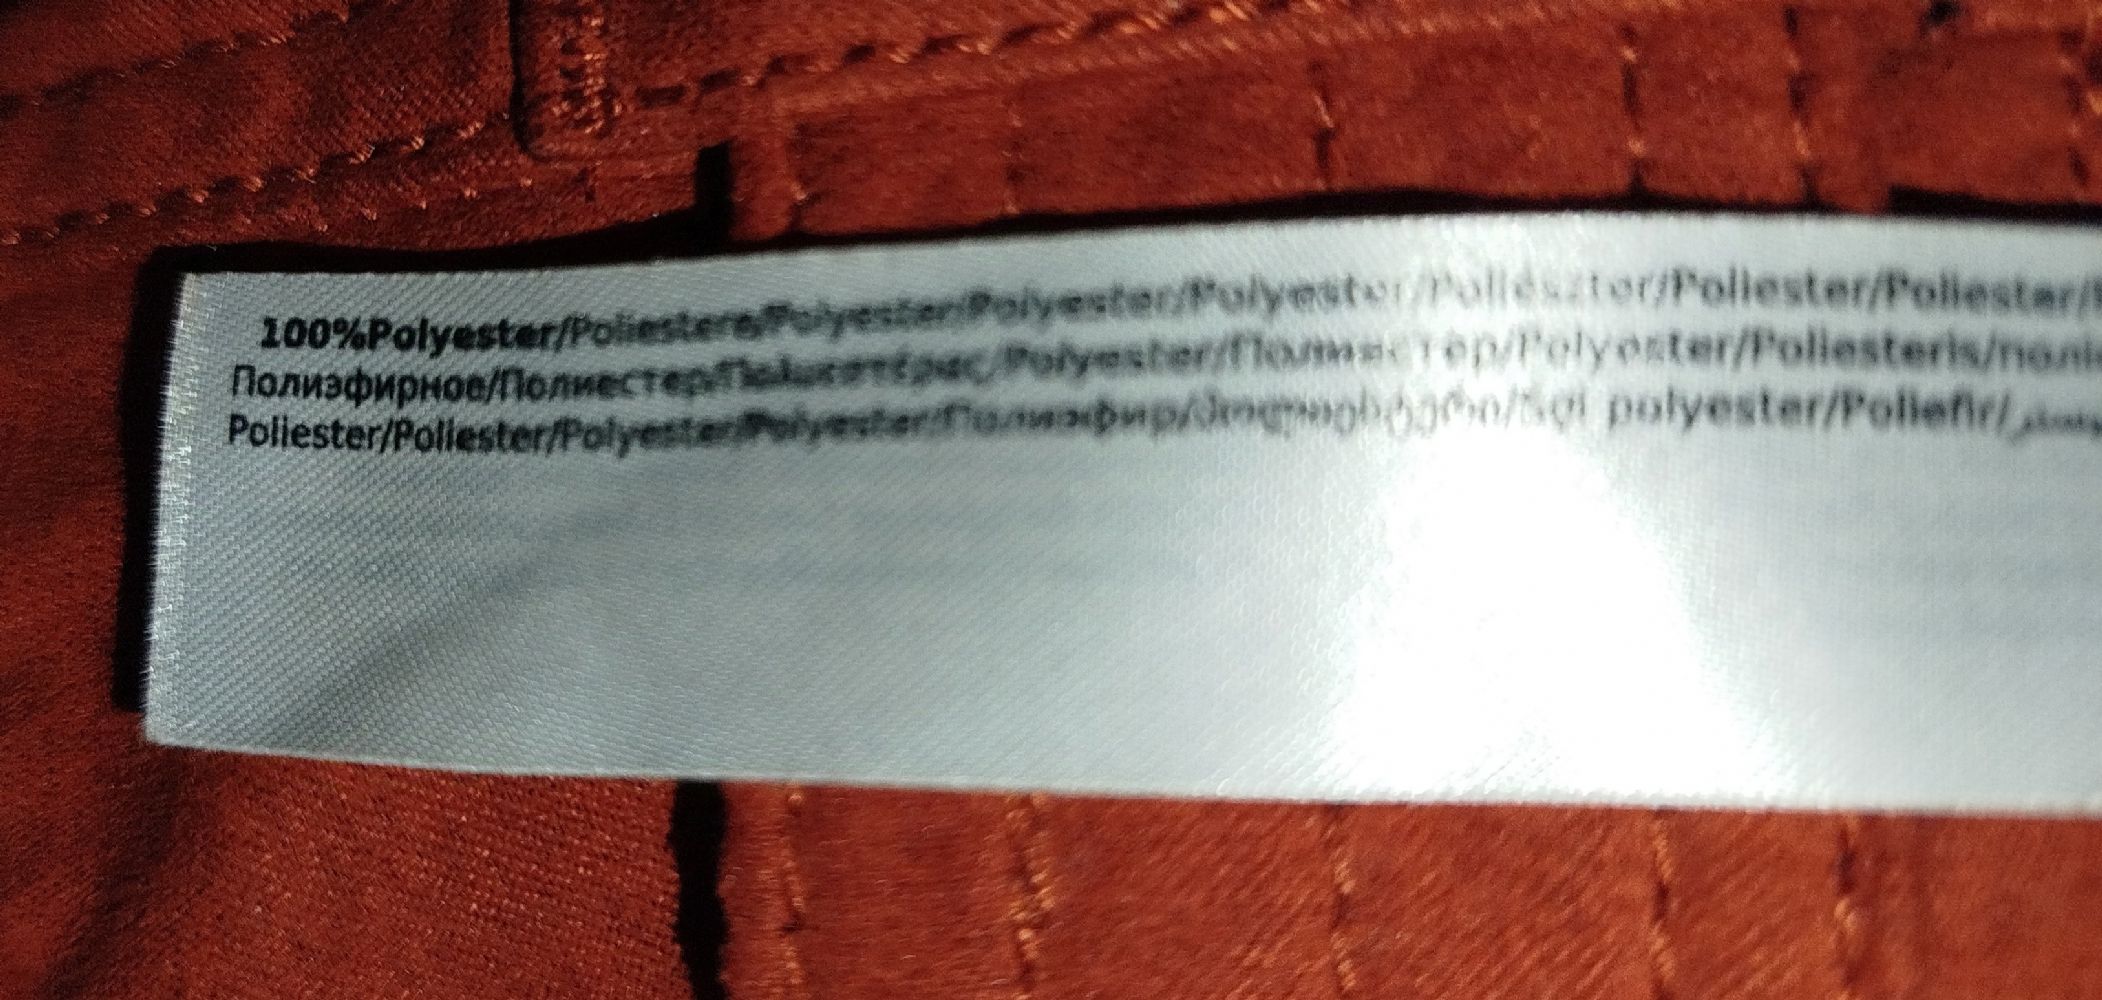 100%Polyester/Poliestere/Polyester/Polyester/Polyester/Poliészter/Poliester/Poliester/
Полиэфирное/Полиестер/Πολυεστέρας/Polyester/Полиестер/Polyester/Poliesteris/
Poliester/Poliester/Polyester/Polyester/Полиэфир/პოლიესტერი/Sợi polyester/Poliefir/